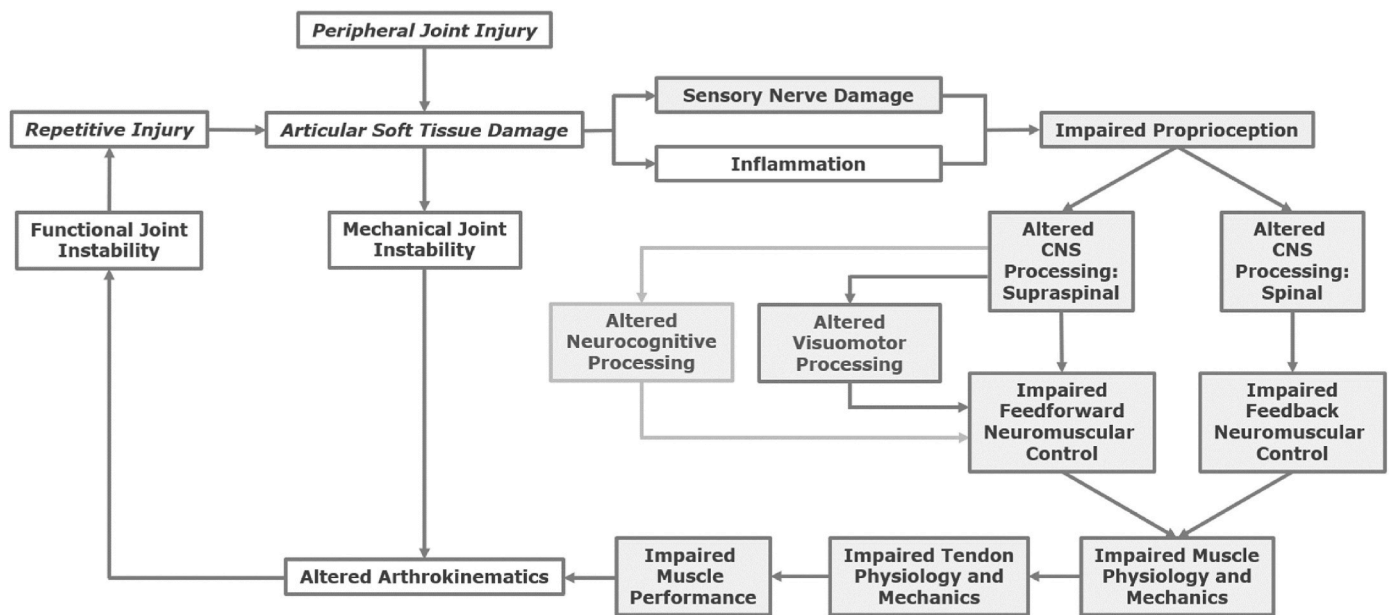 Peripheral Joint Injury
Sensory Nerve Damage
Repetitive Injury
Articular Soft Tissue Damage
Impaired Proprioception
Inflammation
Functional Joint
Instability
Mechanical Joint
Instability
Altered
CNS
Processing:
Supraspinal
Altered
CNS
Processing:
Spinal
Altered
Neurocognitive
Processing
Altered
Visuomotor
Processing
Impaired
Feedforward
Neuromuscular
Control
Impaired
Feedback
Neuromuscular
Control
Altered Arthrokinematics
Impaired
Muscle
Performance
Impaired Tendon
Physiology and
Mechanics
Impaired Muscle
Physiology and
Mechanics